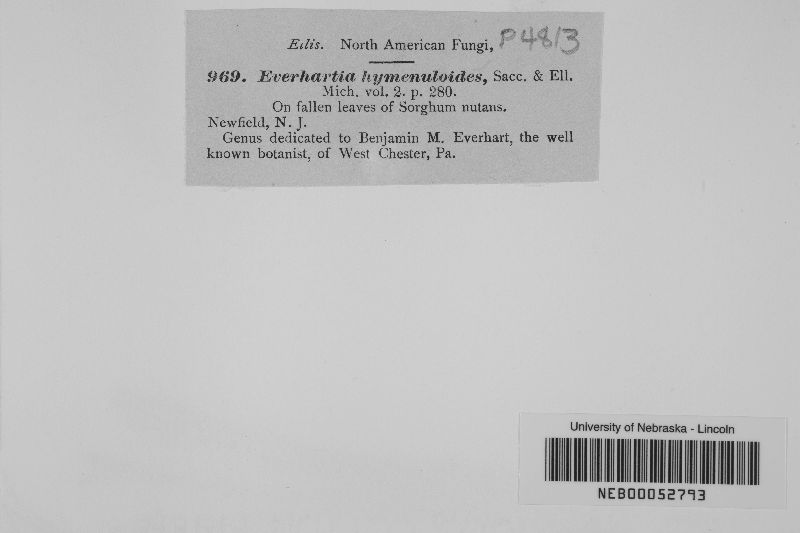 Ellis. North American Fungi, P4813
969. Everhartia hymenuloides, Sacc. & Ell.
Mich. vol. 2. p. 280.
On fallen leaves of Sorghum nutans.
Newfield, N. J.
Genus dedicated to Benjamin M. Everhart, the well
known botanist, of West Chester, Pa.
University of Nebraska - Lincoln
NEB00052793